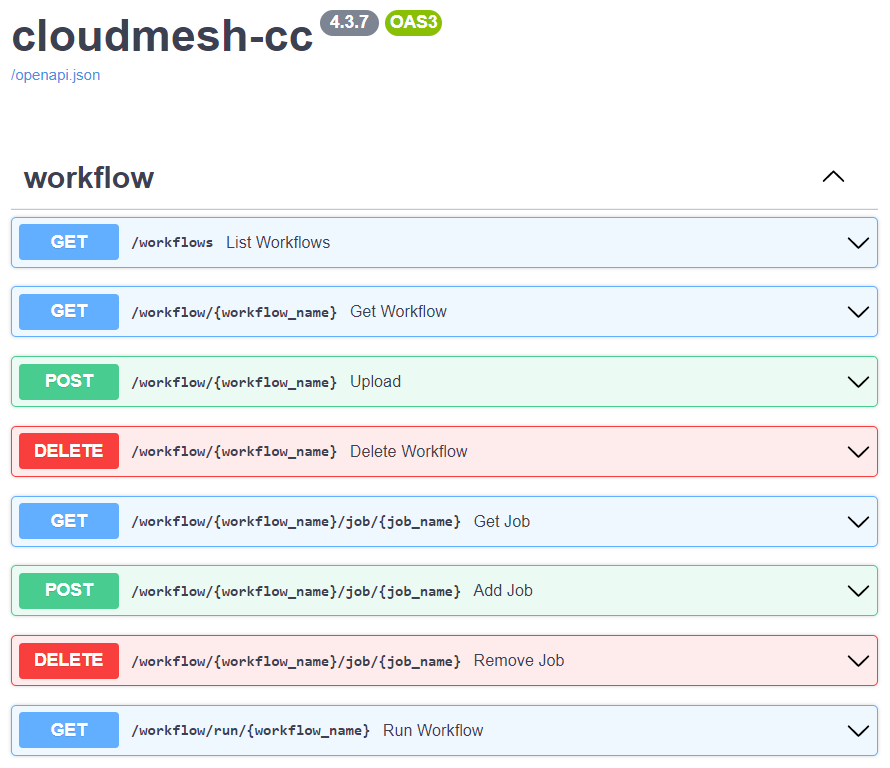 cloudmesh-cc 4.3.7 OAS3
/openapi.json
workflow
GET /workflows List Workflows
GET /workflow/{workflow_name} Get Workflow
POST /workflow/{workflow_name} Upload
DELETE /workflow/{workflow_name} Delete Workflow
GET /workflow/{workflow_name}/job/{job_name} Get Job
POST /workflow/{workflow_name}/job/{job_name} Add Job
DELETE /workflow/{workflow_name}/job/{job_name} Remove Job
GET /workflow/run/{workflow_name} Run Workflow